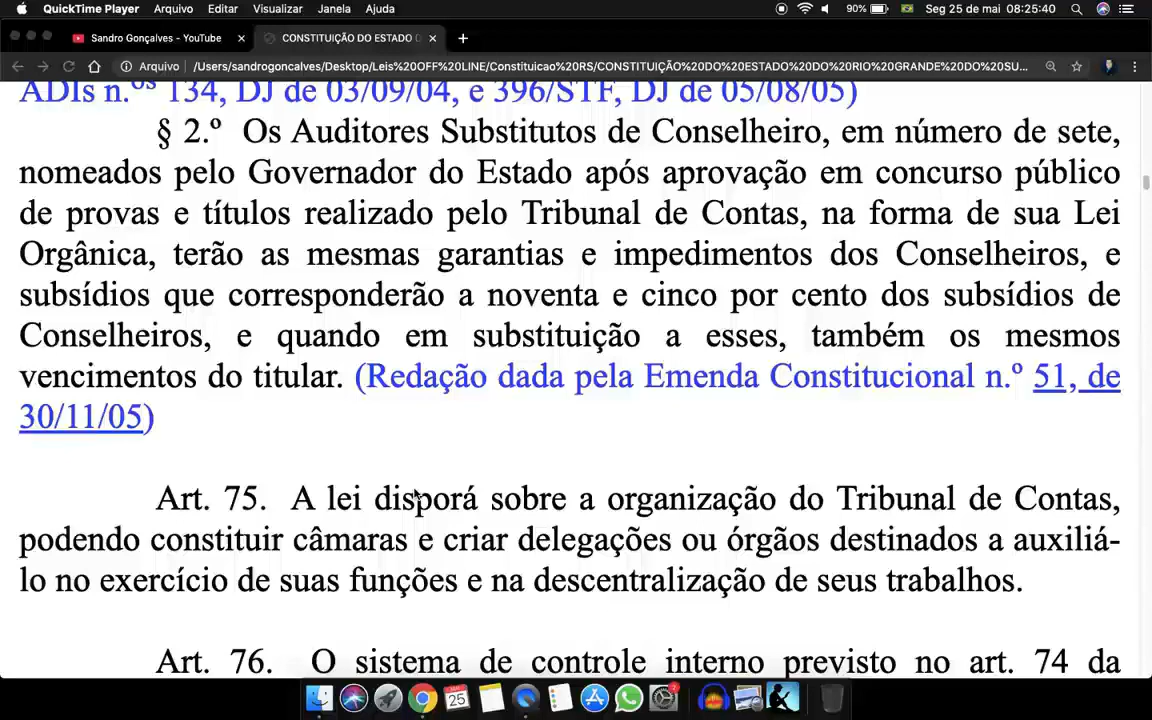 QuickTime Player Arquivo Editar Visualizar Janela Ajuda 90% Seg 25 de mai 08:25:40
Sandro Gonçalves - YouTube CONSTITUIÇÃO DO ESTADO
Arquivo /Users/sandrogoncalves/Desktop/Leis%20OFF%20LINE/Constituicao%20RS/CONSTITUIÇÃO%20DO%20ESTADO%20DO%20RIO%20GRANDE%20DO%20SU...
ADIs n.ºs 134, DJ de 03/09/04, e 396/STF, DJ de 05/08/05)
§ 2.º Os Auditores Substitutos de Conselheiro, em número de sete,
nomeados pelo Governador do Estado após aprovação em concurso público
de provas e títulos realizado pelo Tribunal de Contas, na forma de sua Lei
Orgânica, terão as mesmas garantias e impedimentos dos Conselheiros, e
subsídios que corresponderão a noventa e cinco por cento dos subsídios de
Conselheiros, e quando em substituição a esses, também os mesmos
vencimentos do titular. (Redação dada pela Emenda Constitucional n.º 51, de
30/11/05)
Art. 75. A lei disporá sobre a organização do Tribunal de Contas,
podendo constituir câmaras e criar delegações ou órgãos destinados a auxiliá-
lo no exercício de suas funções e na descentralização de seus trabalhos.
Art. 76. O sistema de controle interno previsto no art. 74 da
25